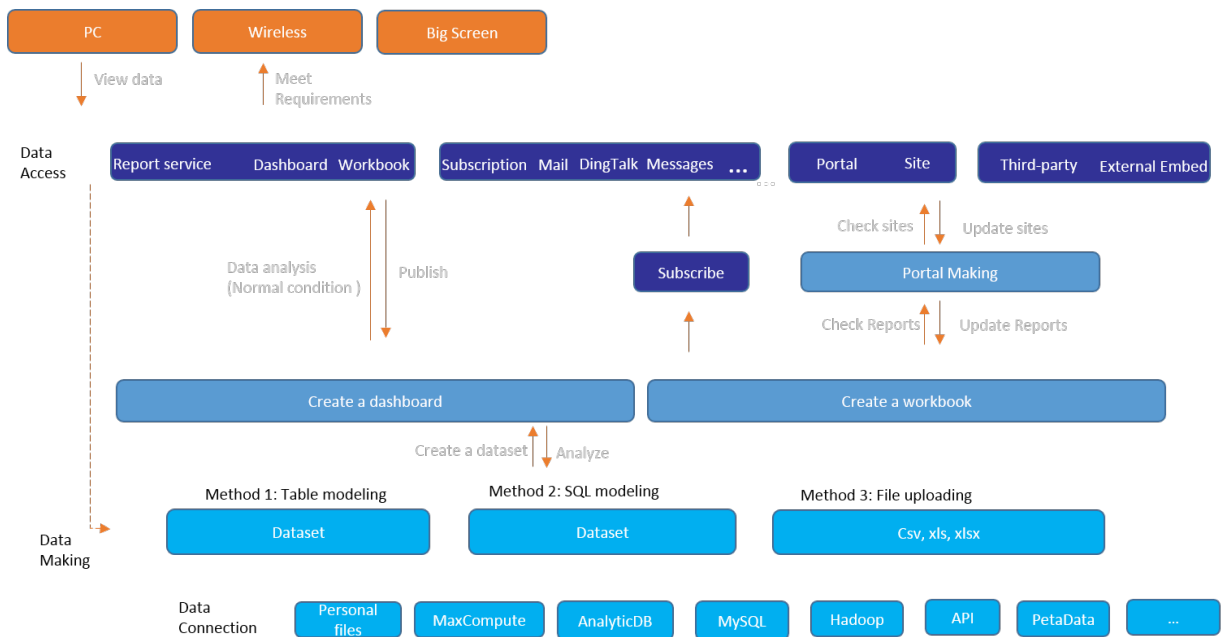 PC
Wireless
Big Screen
View data
Meet
Requirements
Data
Access
Report service Dashboard Workbook
Subscription Mail DingTalk Messages ...
Portal Site
Third-party External Embed
Check sites
Update sites
Data analysis
(Normal condition )
Publish
Subscribe
Portal Making
Check Reports
Update Reports
Create a dashboard
Create a workbook
Create a dataset
Analyze
Method 1: Table modeling
Method 2: SQL modeling
Method 3: File uploading
Dataset
Dataset
Csv, xls, xlsx
Data
Making
Data
Connection
Personal
files
MaxCompute
AnalyticDB
MySQL
Hadoop
API
PetaData
...